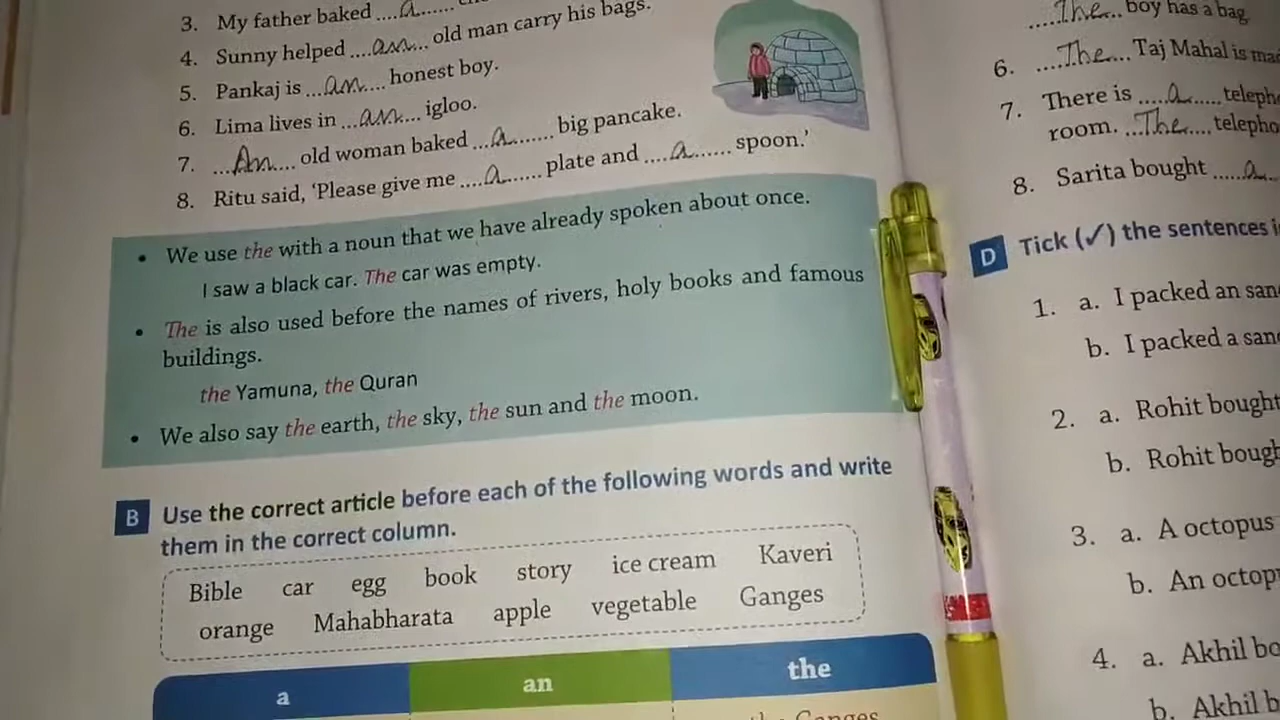 3. My father baked ....a......
4. Sunny helped ....an... old man carry his bags.
5. Pankaj is ...an.... honest boy.
6. Lima lives in ...an.... igloo.
7. ....An.... old woman baked ...a....... big pancake.
8. Ritu said, 'Please give me ....a...... plate and ....a...... spoon.'
• We use the with a noun that we have already spoken about once.
I saw a black car. The car was empty.
• The is also used before the names of rivers, holy books and famous
buildings.
the Yamuna, the Quran
• We also say the earth, the sky, the sun and the moon.
B Use the correct article before each of the following words and write
them in the correct column.
Bible car egg book story ice cream Kaveri
orange Mahabharata apple vegetable Ganges
a an the
the Ganges
....The... boy has a bag
6. ....The.... Taj Mahal is
7. There is .....a.....
room. ...The....
8. Sarita bought .....a..
D Tick (✓) the sentences
1. a. I packed an
b. I packed a
2. a. Rohit bought
b. Rohit
3. a. A octopus
b. An
4. a. Akhil
b. Akhil